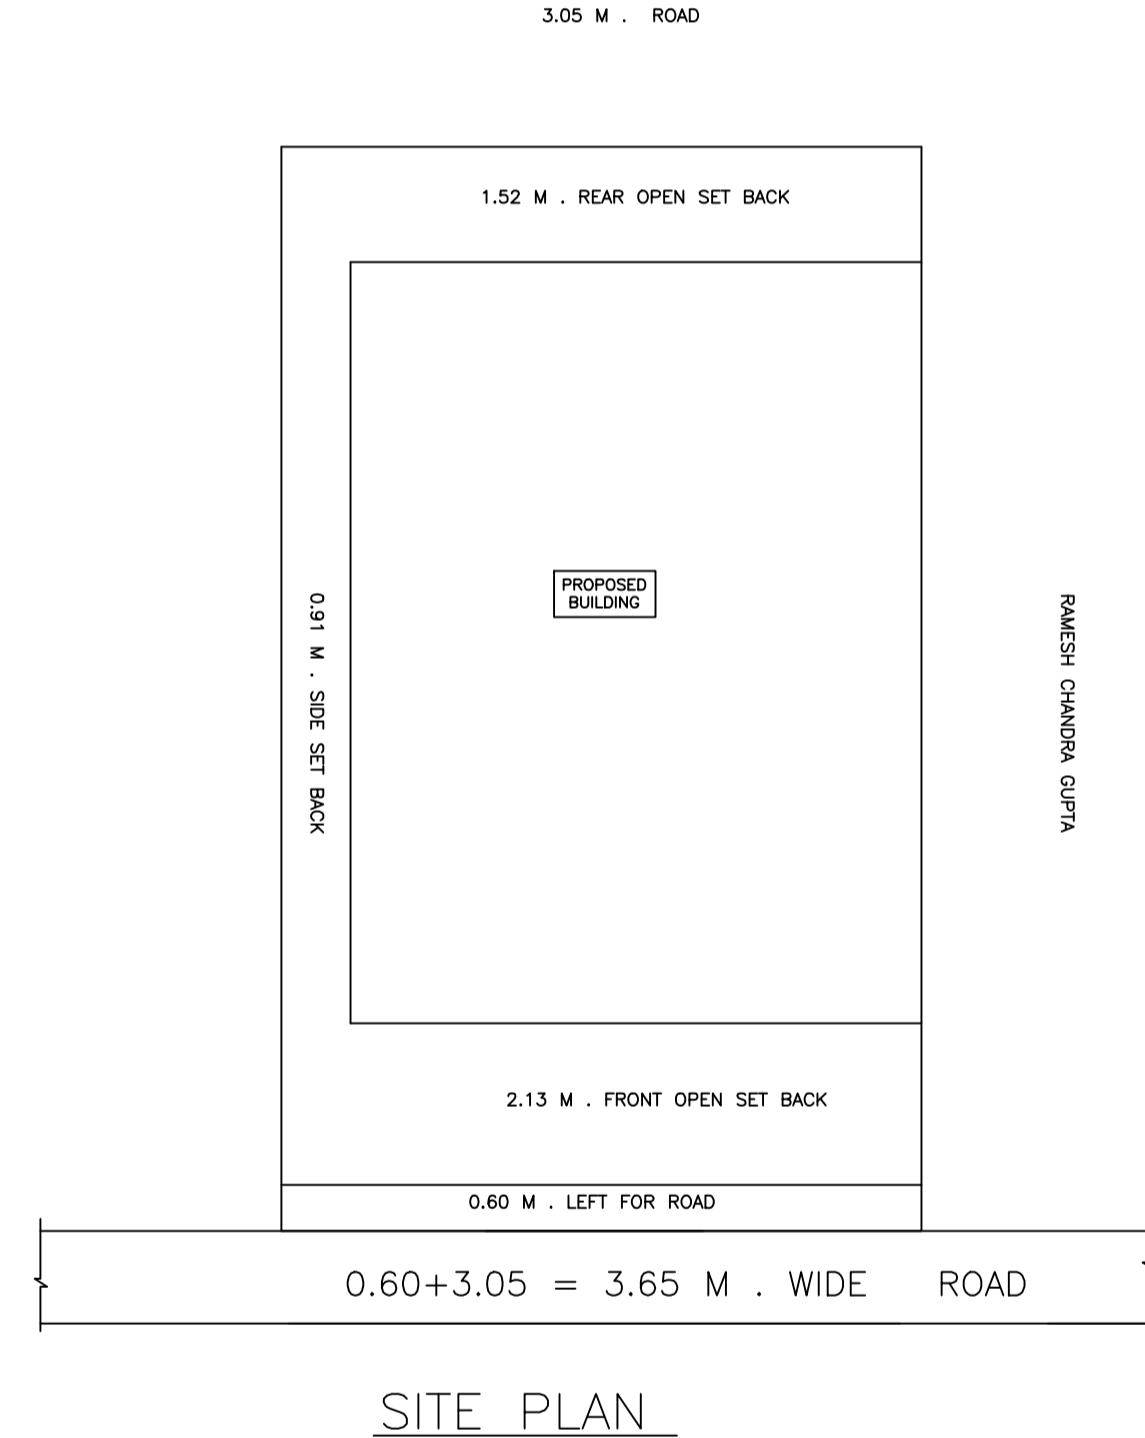 3.05 M . ROAD
1.52 M . REAR OPEN SET BACK
PROPOSED
BUILDING
0.91 M . SIDE SET BACK
RAMESH CHANDRA GUPTA
2.13 M . FRONT OPEN SET BACK
0.60 M . LEFT FOR ROAD
0.60+3.05 = 3.65 M . WIDE ROAD
SITE PLAN